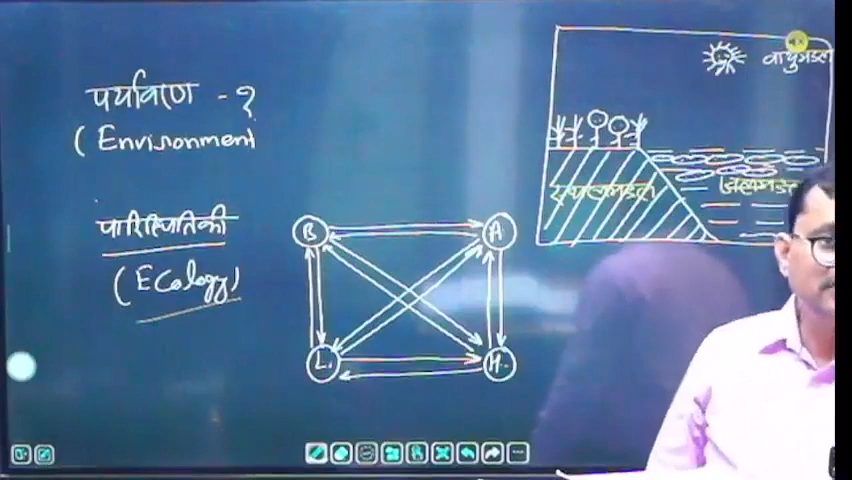 पर्यावरण - ?
(Environment
पारिस्थितिकी
(Ecology)
B
A
L.
H..
वायुमंडल
स्थलमंडल
जलमंडल